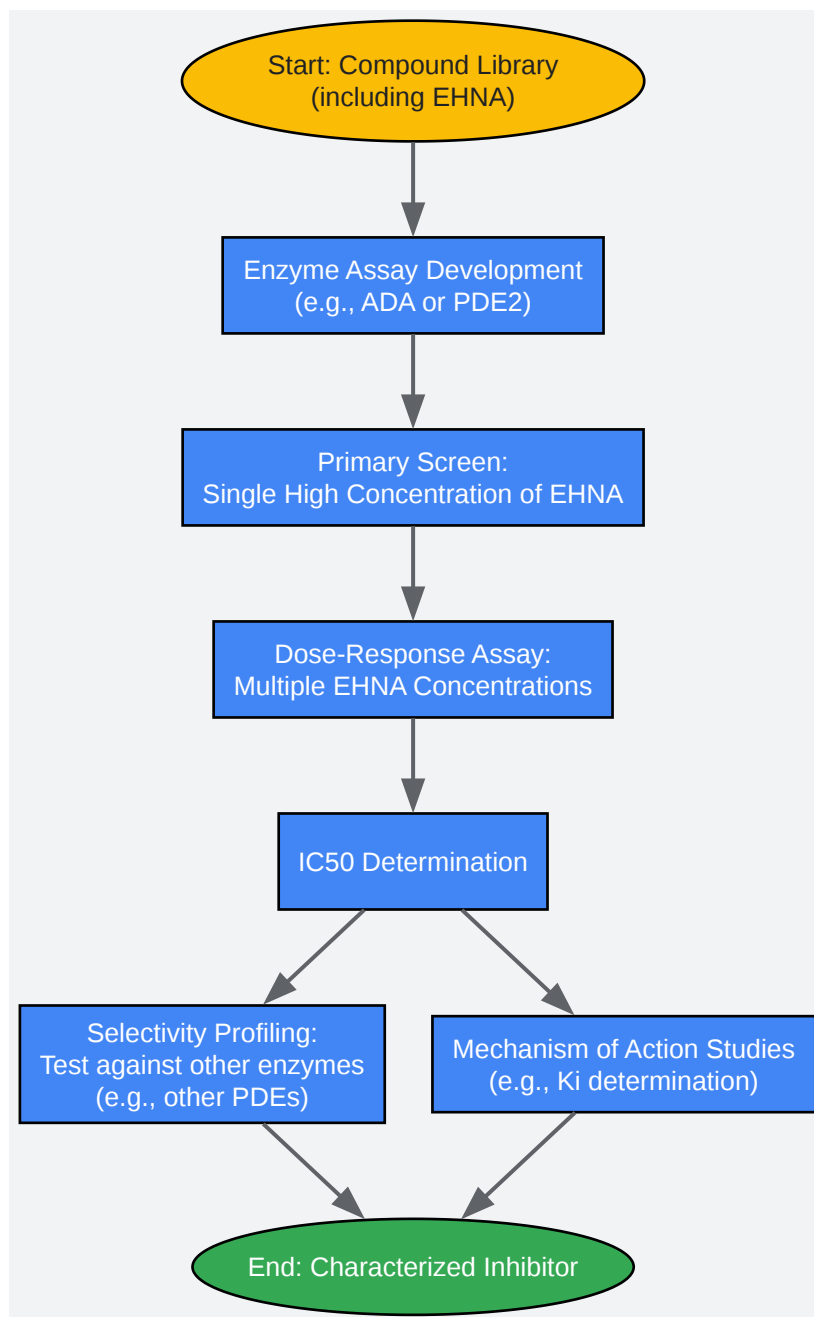 Start: Compound Library
(including EHNA)
Enzyme Assay Development
(e.g., ADA or PDE2)
Primary Screen:
Single High Concentration of EHNA
Dose-Response Assay:
Multiple EHNA Concentrations
IC50 Determination
Selectivity Profiling:
Test against other enzymes
(e.g., other PDEs)
Mechanism of Action Studies
(e.g., Ki determination)
End: Characterized Inhibitor